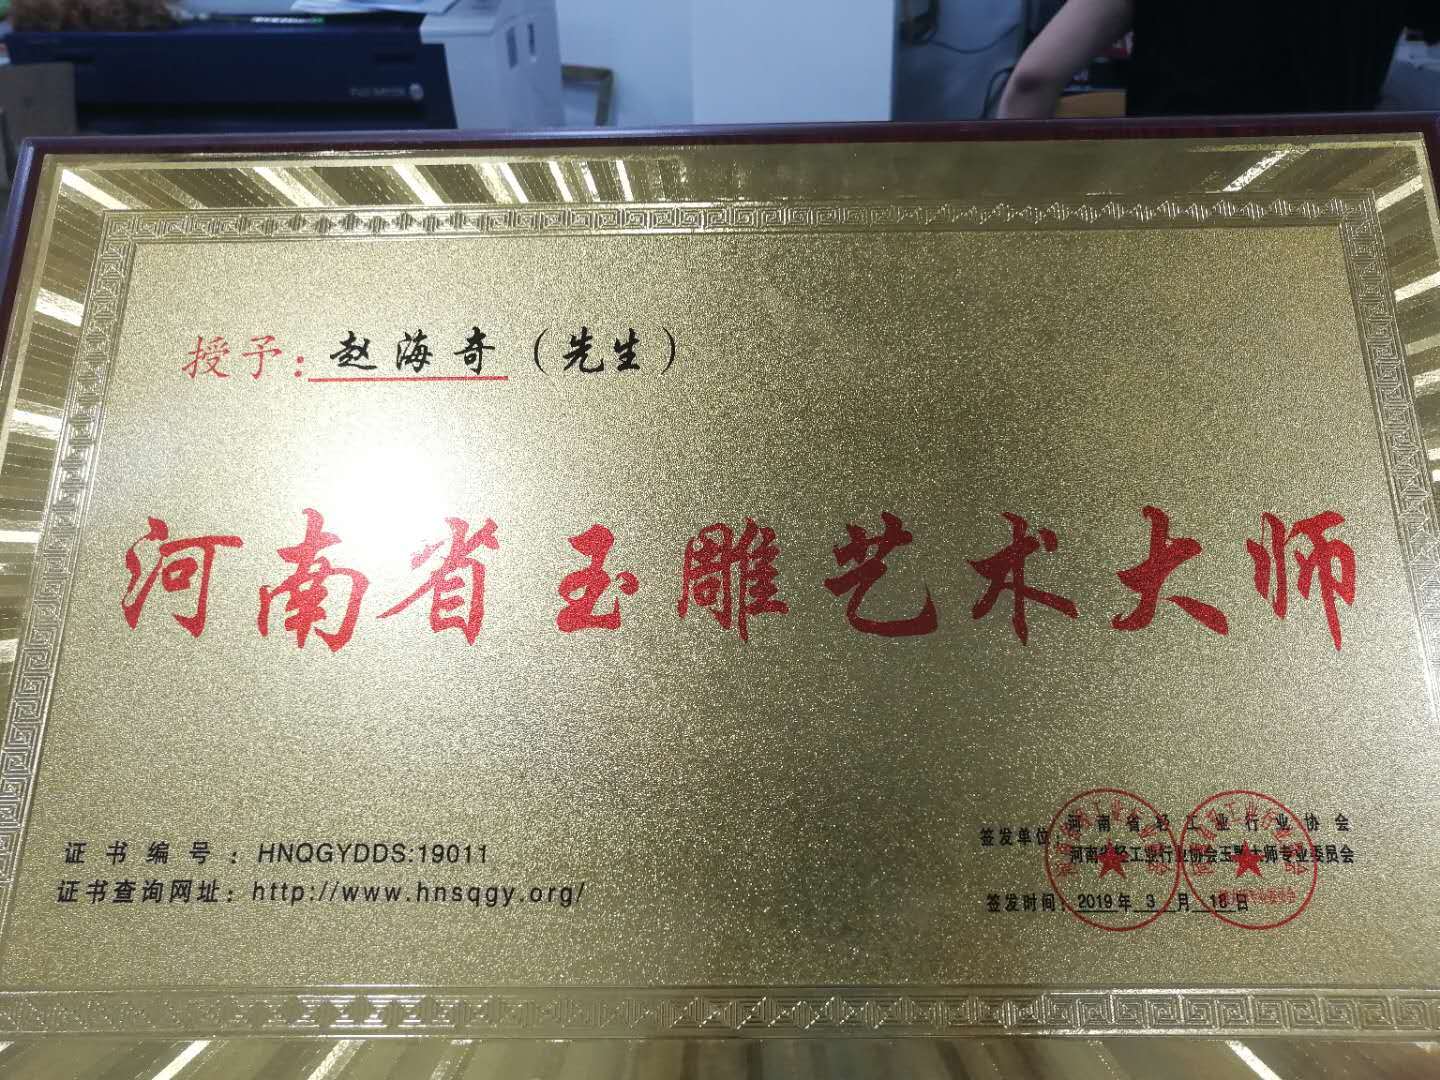 授予：赵海奇（先生）
河南省玉雕艺术大师
证书编号：HNQGYDDS:19011
证书查询网址：http://www.hnsqgy.org/
签发单位：河南省轻工业行业协会
河南省轻工业行业协会玉雕大师专业委员会
签发时间：2019年3月18日